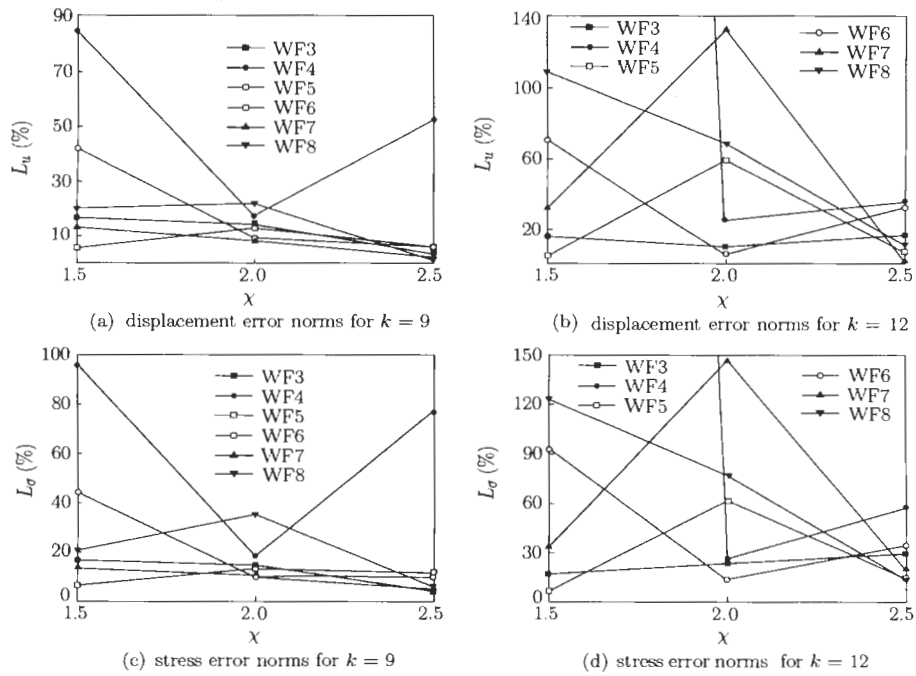 90
70
50
30
10
L_u (%)
WF3
WF4
WF5
WF6
WF7
WF8
1.5 2.0 2.5
χ
(a) displacement error norms for k = 9
140
100
60
20
L_u (%)
WF3
WF4
WF5
WF6
WF7
WF8
1.5 2.0 2.5
χ
(b) displacement error norms for k = 12
100
80
60
40
20
0
L_σ (%)
WF3
WF4
WF5
WF6
WF7
WF8
1.5 2.0 2.5
χ
(c) stress error norms for k = 9
150
120
90
60
30
0
L_σ (%)
WF3
WF4
WF5
WF6
WF7
WF8
1.5 2.0 2.5
χ
(d) stress error norms for k = 12